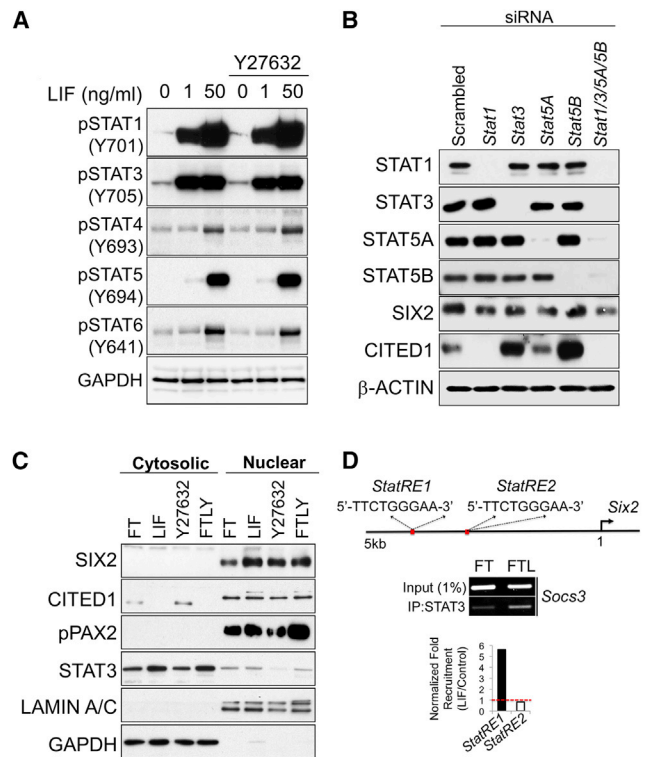 A
Y27632
LIF (ng/ml) 0 1 50 0 1 50
pSTAT1
(Y701)
pSTAT3
(Y705)
pSTAT4
(Y693)
pSTAT5
(Y694)
pSTAT6
(Y641)
GAPDH
B
siRNA
Scrambled Stat1 Stat3 Stat5A Stat5B Stat1/3/5A/5B
STAT1
STAT3
STAT5A
STAT5B
SIX2
CITED1
β-ACTIN
C
Cytosolic Nuclear
FT LIF Y27632 FTLY FT LIF Y27632 FTLY
SIX2
CITED1
pPAX2
STAT3
LAMIN A/C
GAPDH
D
StatRE1 StatRE2
5'-TTCTGGGAA-3' 5'-TTCTGGGAA-3' Six2
5kb 1
FT FTL
Input (1%)
IP:STAT3
Socs3
Normalized Fold
Recruitment
(LIF/Control)
6
5
4
3
2
1
0
StatRE1 StatRE2